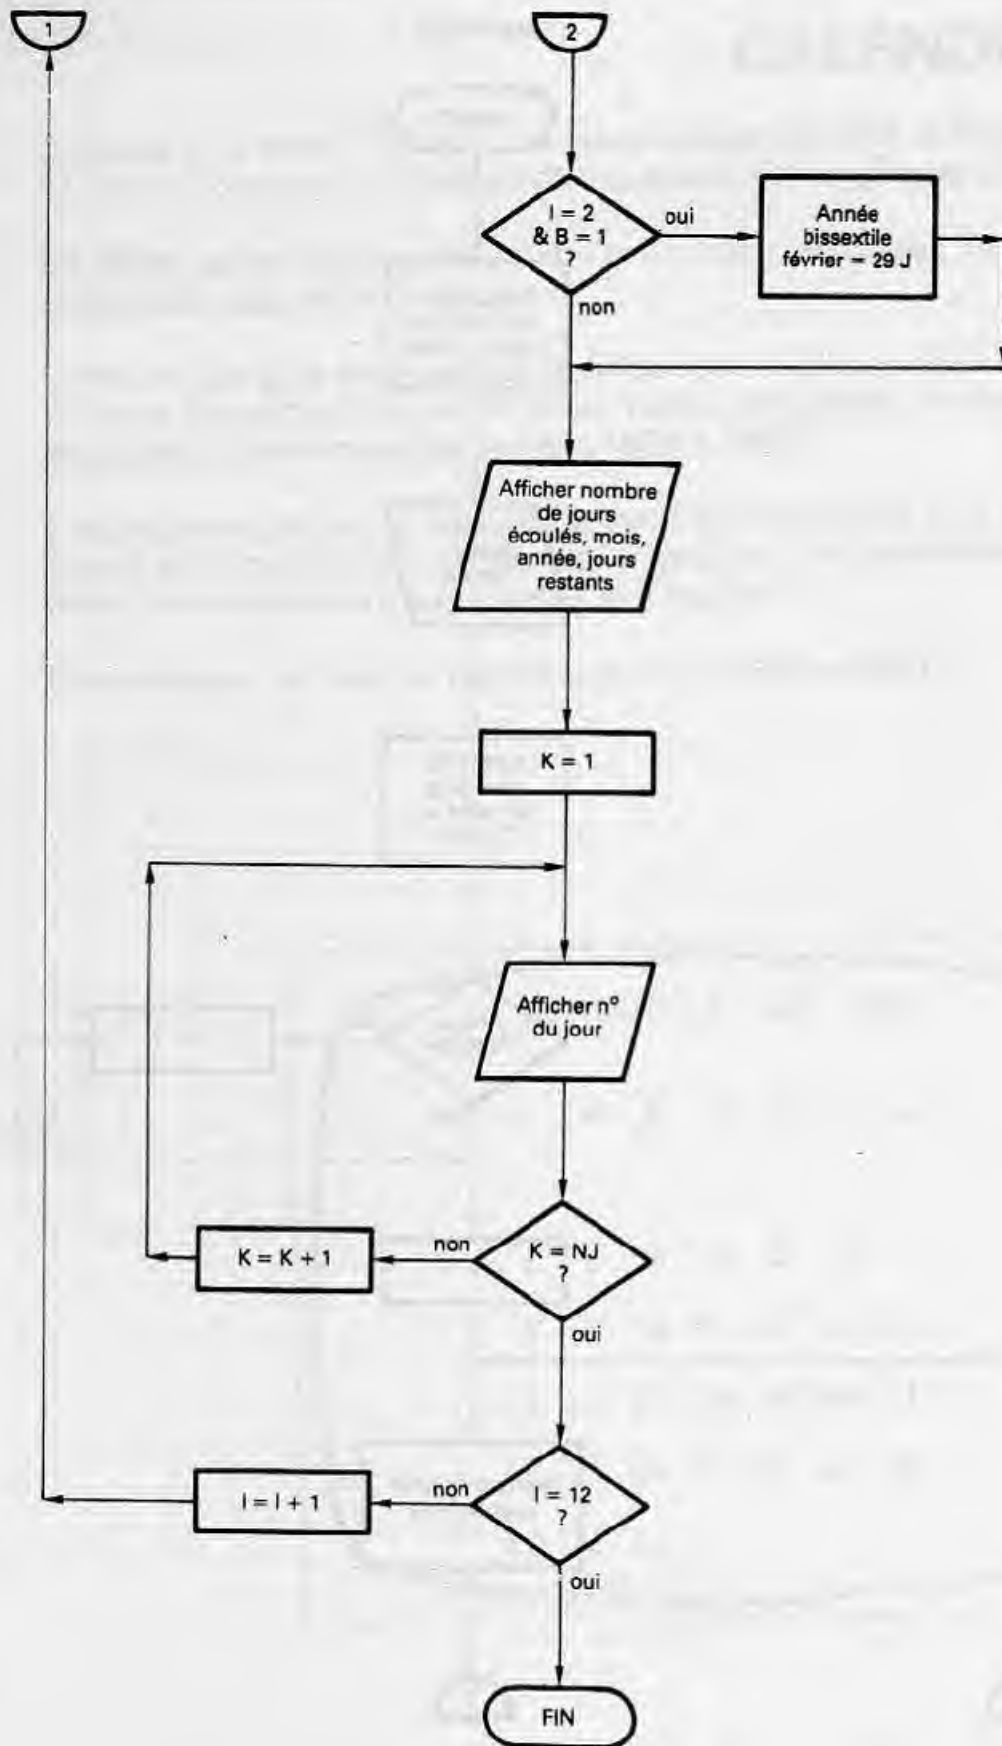 1
2
I = 2
& B = 1
?
oui
Année
bissextile
février = 29 J
non
Afficher nombre
de jours
écoulés, mois,
année, jours
restants
K = 1
Afficher n°
du jour
K = K + 1
non
K = NJ
?
oui
I = I + 1
non
I = 12
?
oui
FIN